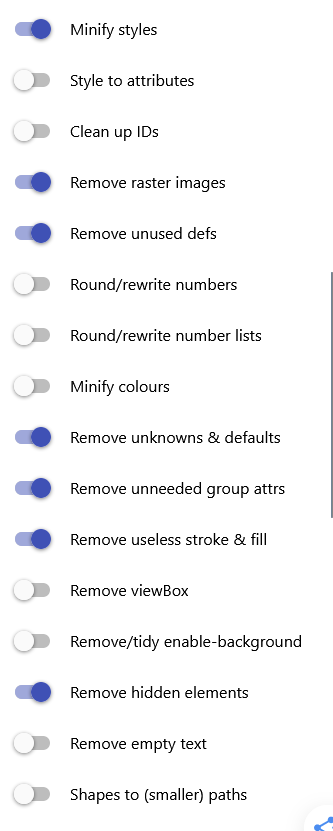 Minify styles
Style to attributes
Clean up IDs
Remove raster images
Remove unused defs
Round/rewrite numbers
Round/rewrite number lists
Minify colours
Remove unknowns & defaults
Remove unneeded group attrs
Remove useless stroke & fill
Remove viewBox
Remove/tidy enable-background
Remove hidden elements
Remove empty text
Shapes to (smaller) paths